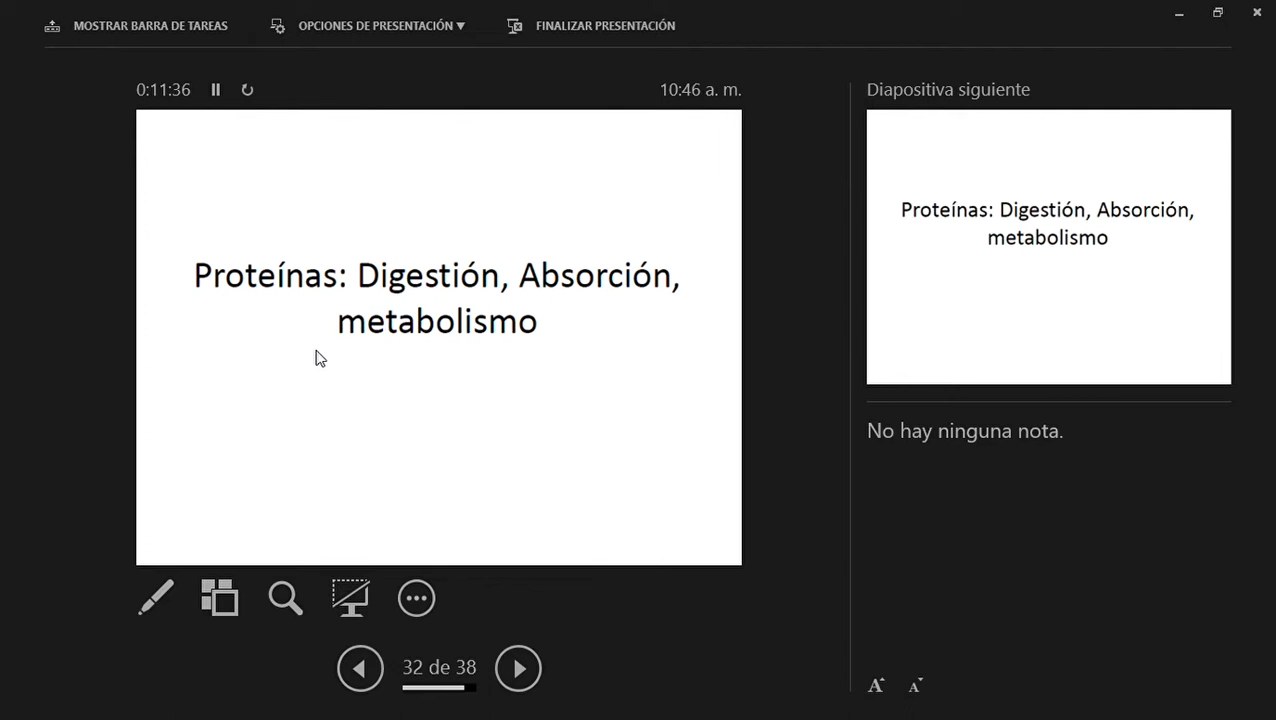 MOSTRAR BARRA DE TAREAS
OPCIONES DE PRESENTACIÓN ▼
FINALIZAR PRESENTACIÓN
0:11:36
10:46 a. m.
Proteínas: Digestión, Absorción,
metabolismo
32 de 38
Diapositiva siguiente
Proteínas: Digestión, Absorción,
metabolismo
No hay ninguna nota.
A A